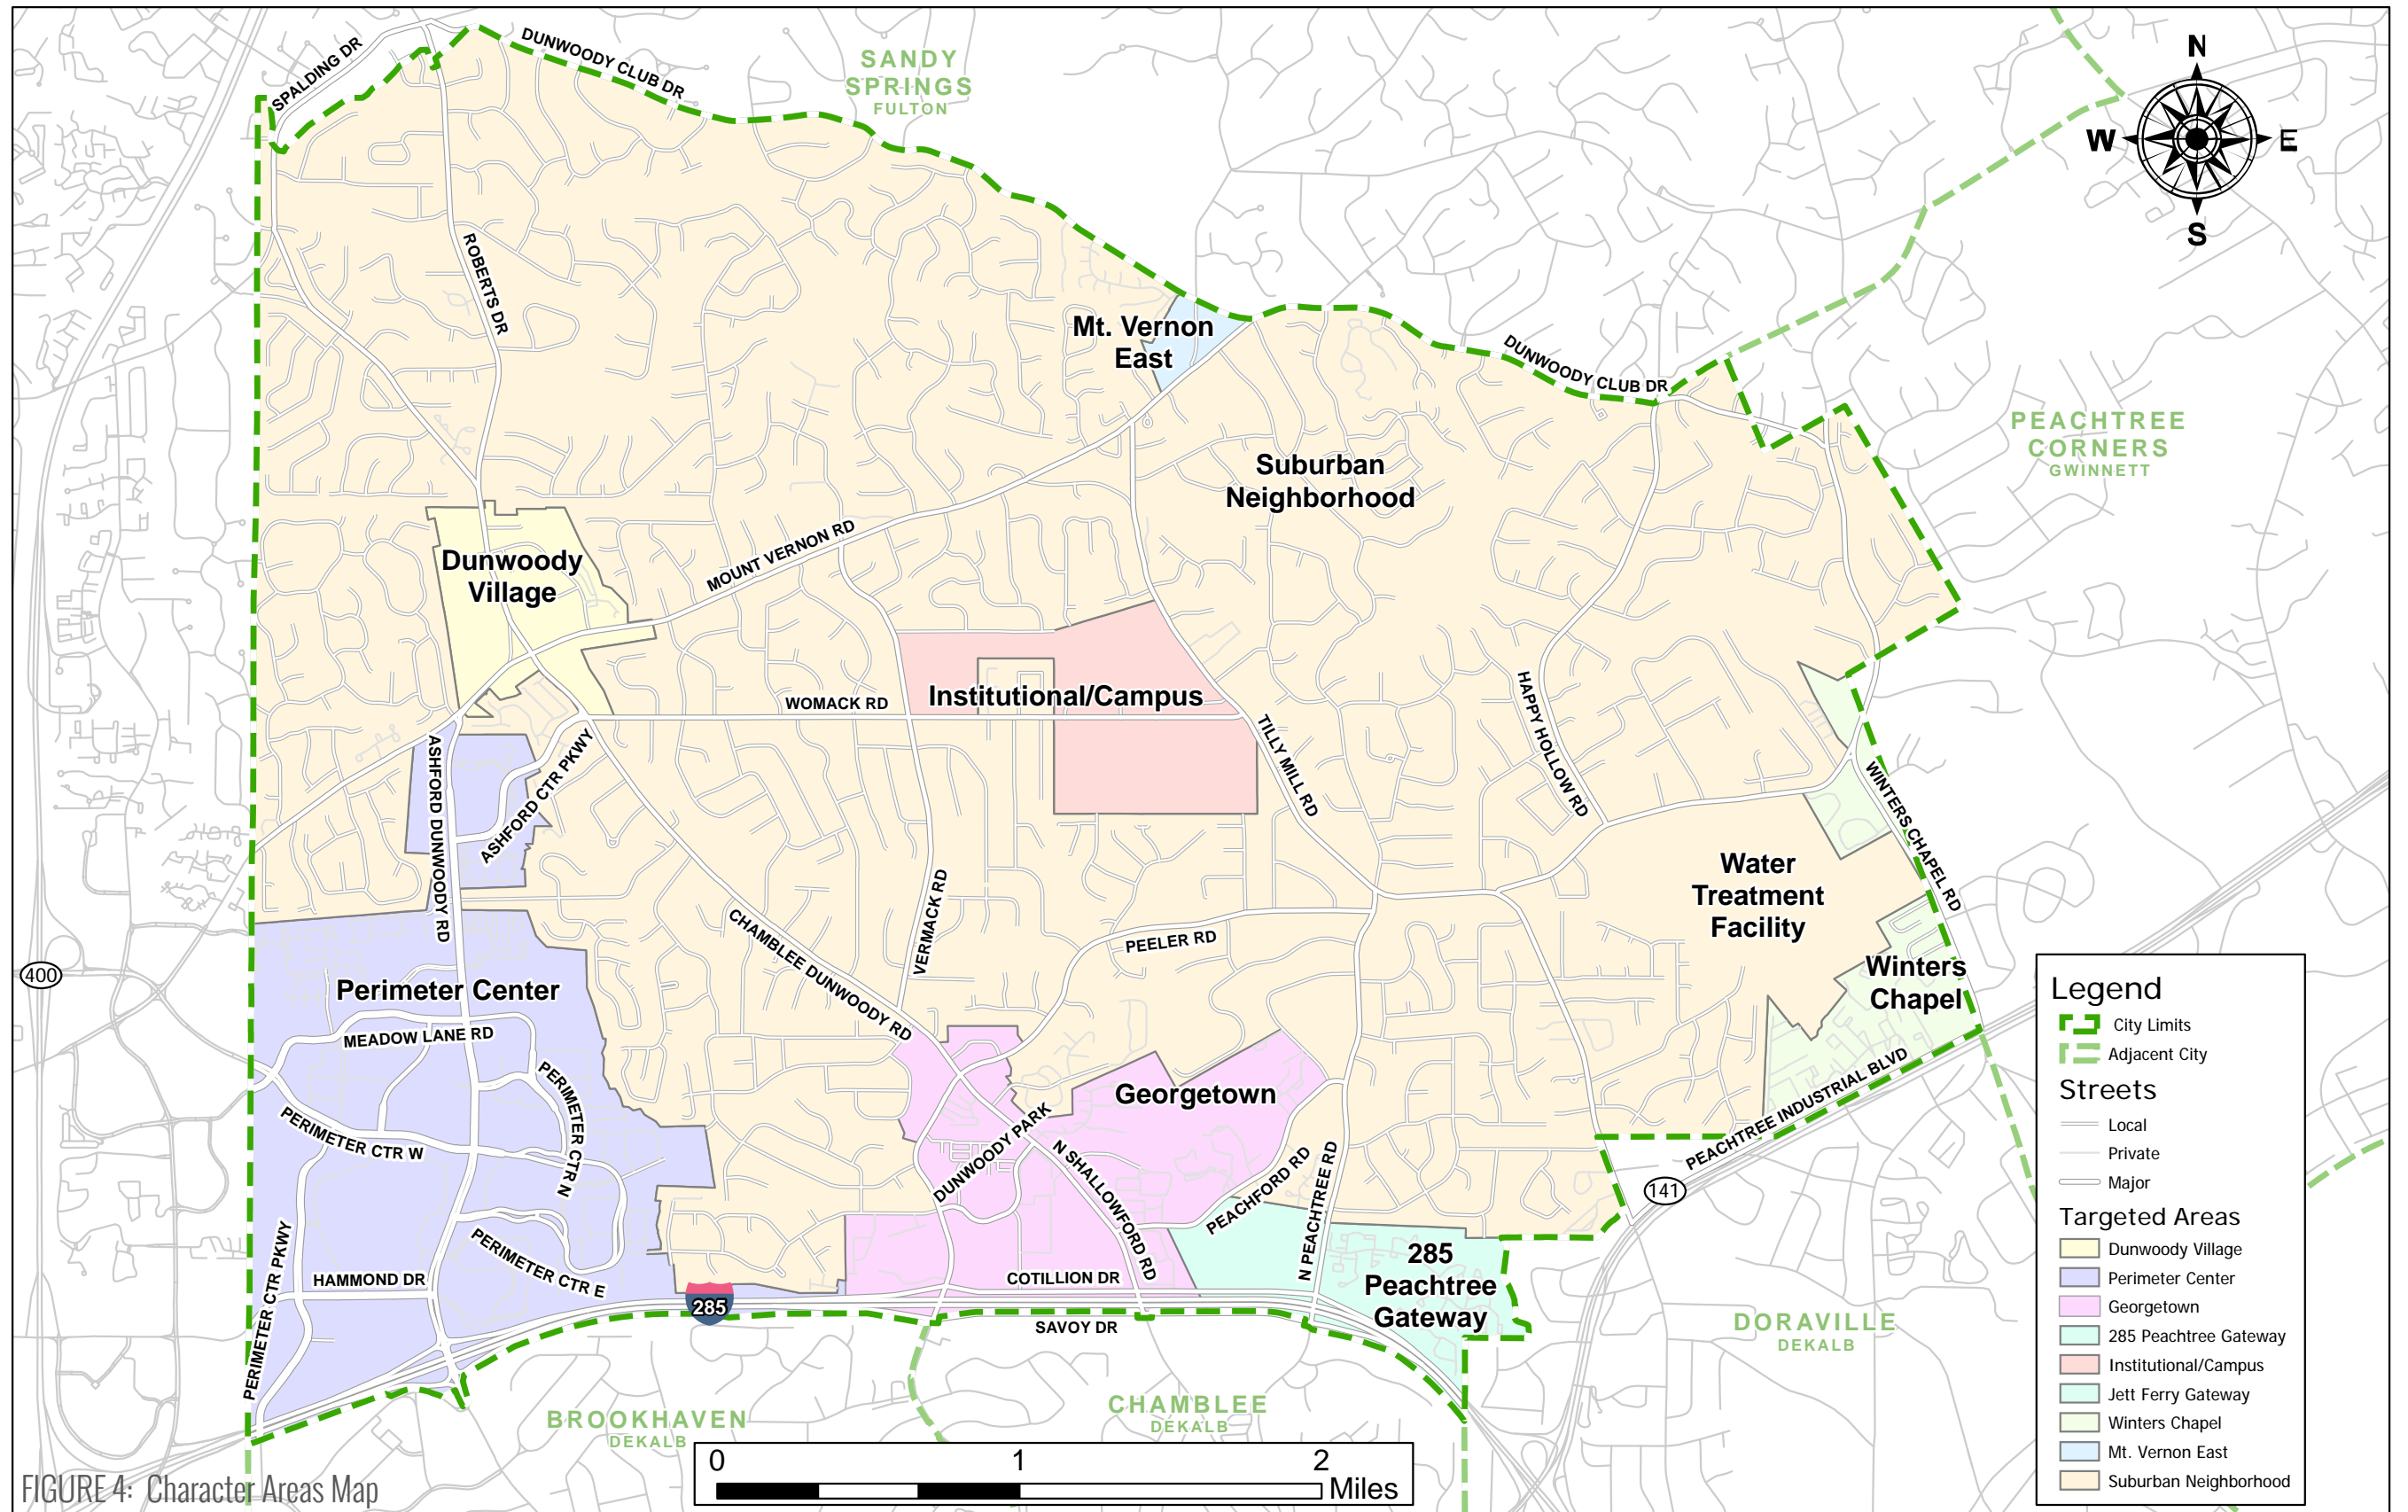 SPALDING DR
DUNWOODY CLUB DR
SANDY
SPRINGS
FULTON
N
W
E
S
ROBERTS DR
Mt. Vernon
East
DUNWOODY CLUB DR
PEACHTREE
CORNERS
GWINNETT
Suburban
Neighborhood
Dunwoody
Village
MOUNT VERNON RD
WOMACK RD
Institutional/Campus
HAPPY HOLLOW RD
TILLY MILL RD
ASHFORD DUNWOODY RD
ASHFORD CTR PKWY
WINTERS CHAPEL RD
Water
Treatment
Facility
VERMACK RD
CHAMBLEE DUNWOODY RD
PEELER RD
400
Perimeter Center
Winters
Chapel
MEADOW LANE RD
PERIMETER CTR N
PERIMETER CTR W
Georgetown
DUNWOODY PARK
N SHALLOWFORD RD
PEACHFORD RD
N PEACHTREE RD
PEACHTREE INDUSTRIAL BLVD
141
PERIMETER CTR PKWY
HAMMOND DR
PERIMETER CTR E
285
COTILLION DR
SAVOY DR
285
Peachtree
Gateway
DORAVILLE
DEKALB
BROOKHAVEN
DEKALB
CHAMBLEE
DEKALB
Legend
City Limits
Adjacent City
Streets
Local
Private
Major
Targeted Areas
Dunwoody Village
Perimeter Center
Georgetown
285 Peachtree Gateway
Institutional/Campus
Jett Ferry Gateway
Winters Chapel
Mt. Vernon East
Suburban Neighborhood
0 1 2
Miles
FIGURE 4: Character Areas Map